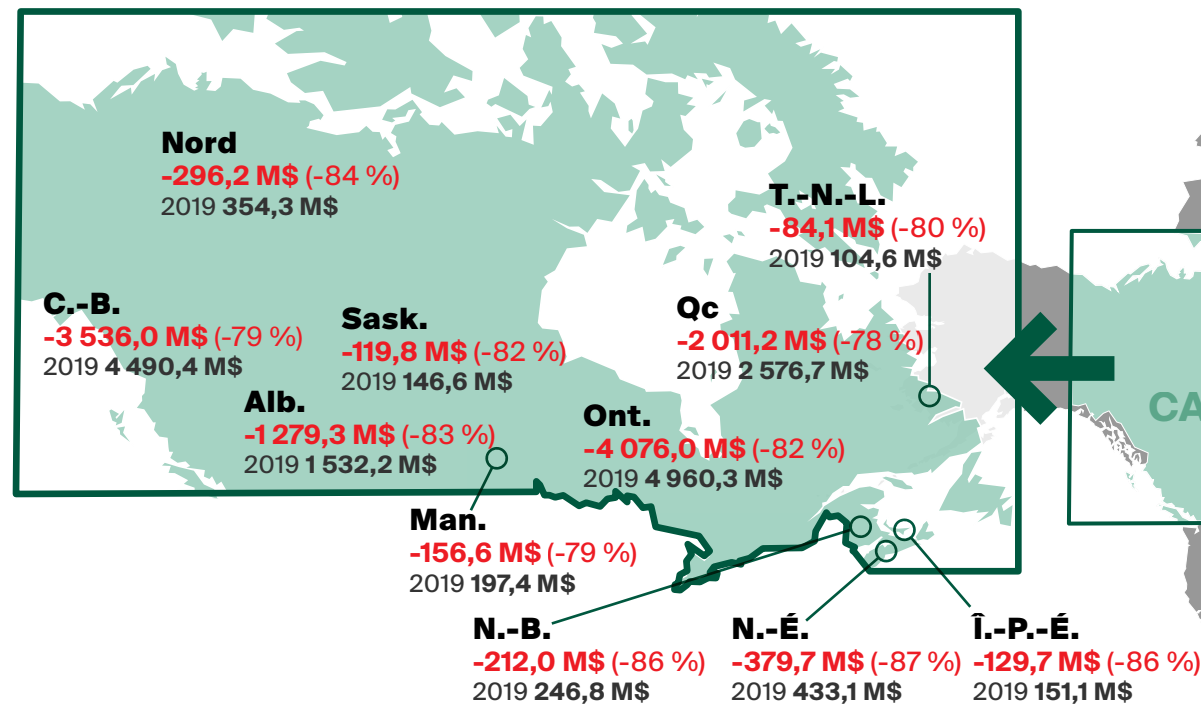 Nord
-296,2 M$ (-84 %)
2019 354,3 M$
T.-N.-L.
-84,1 M$ (-80 %)
2019 104,6 M$
C.-B.
-3 536,0 M$ (-79 %)
2019 4 490,4 M$
Sask.
-119,8 M$ (-82 %)
2019 146,6 M$
Qc
-2 011,2 M$ (-78 %)
2019 2 576,7 M$
Alb.
-1 279,3 M$ (-83 %)
2019 1 532,2 M$
Ont.
-4 076,0 M$ (-82 %)
2019 4 960,3 M$
CA
Man.
-156,6 M$ (-79 %)
2019 197,4 M$
N.-B.
-212,0 M$ (-86 %)
2019 246,8 M$
N.-É.
-379,7 M$ (-87 %)
2019 433,1 M$
Î.-P.-É.
-129,7 M$ (-86 %)
2019 151,1 M$